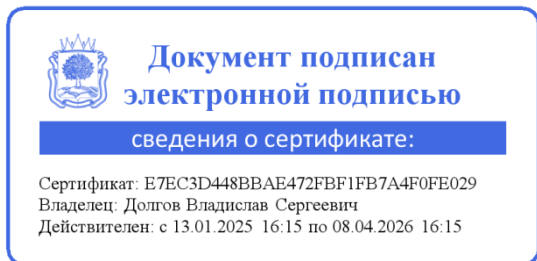 Документ подписан
электронной подписью
сведения о сертификате:
Сертификат: E7EC3D448BBAE472FBF1FB7A4F0FE029
Владелец: Долгов Владислав Сергеевич
Действителен: с 13.01.2025 16:15 по 08.04.2026 16:15